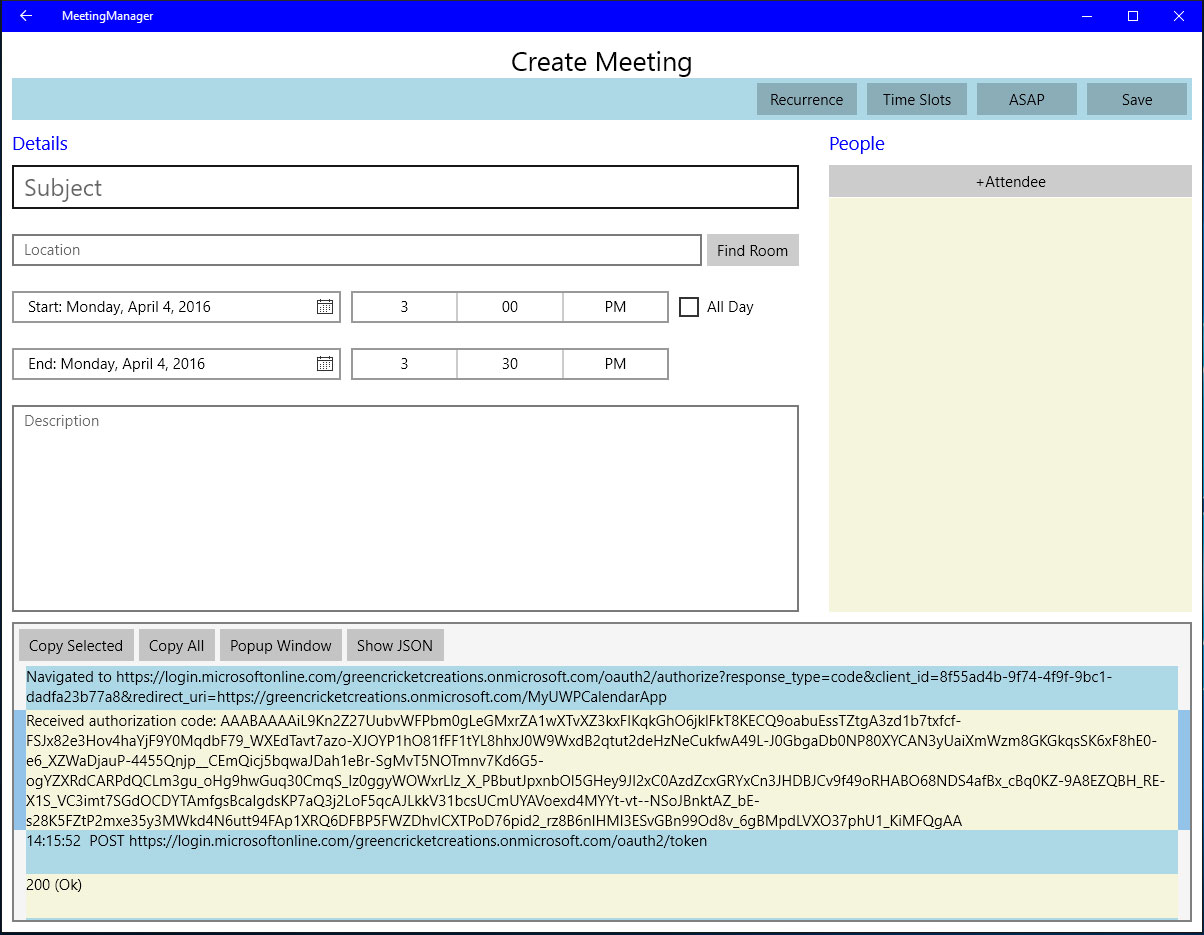 MeetingManager
Create Meeting
Recurrence
Time Slots
ASAP
Save
Details
People
Subject
+Attendee
Location
Find Room
Start: Monday, April 4, 2016
3
00
PM
All Day
End: Monday, April 4, 2016
3
30
PM
Description
Copy Selected
Copy All
Popup Window
Show JSON
Navigated to https://login.microsoftonline.com/greencricketcreations.onmicrosoft.com/oauth2/authorize?response_type=code&client_id=8f55ad4b-9f74-4f9f-9bc1-
dadfa23b77a8&redirect_uri=https://greencricketcreations.onmicrosoft.com/MyUWPCalendarApp
Received authorization code: AAABAAAAiL9Kn2Z27UubvWFPbm0gLeGMxrZA1wXTvXZ3kxFIKqkGhO6jklFkT8KECQ9oabuEssTZtgA3zd1b7txfcf-
FSJx82e3Hov4haYjF9Y0MqdbF79_WXEdTavt7azo-XJOYP1hO81fFF1tYL8hhxJ0W9WxdB2qtut2deHzNeCukfwA49L-J0GbgaDb0NP80XYCAN3yUaiXmWzm8GKGkqsSK6xF8hE0-
e6_XZWaDjauP-4455Qnjp__CEmQicj5bqwaJDah1eBr-SgMvT5NOTmnv7Kd6G5-
ogYZXRdCARPdQCLm3gu_oHg9hwGuq30CmqS_Iz0ggyWOWxrLlz_X_PBbutJpxnbOl5GHey9Jl2xC0AzdZcxGRYxCn3JHDBJCv9f49oRHABO68NDS4afBx_cBq0KZ-9A8EZQBH_RE-
X1S_VC3imt7SGdOCDYTAmfgsBcaIgdsKP7aQ3j2LoF5qcAJLkkV31bcsUCmUYAVoexd4MYYt-vt--NSoJBnktAZ_bE-
s28K5FZtP2mxe35y3MWkd4N6utt94FAp1XRQ6DFBP5FWZDhvlCXTPoD76pid2_rz8B6nIHMI3ESvGBn99Od8v_6gBMpdLVXO37phU1_KiMFQgAA
14:15:52  POST https://login.microsoftonline.com/greencricketcreations.onmicrosoft.com/oauth2/token
200 (Ok)